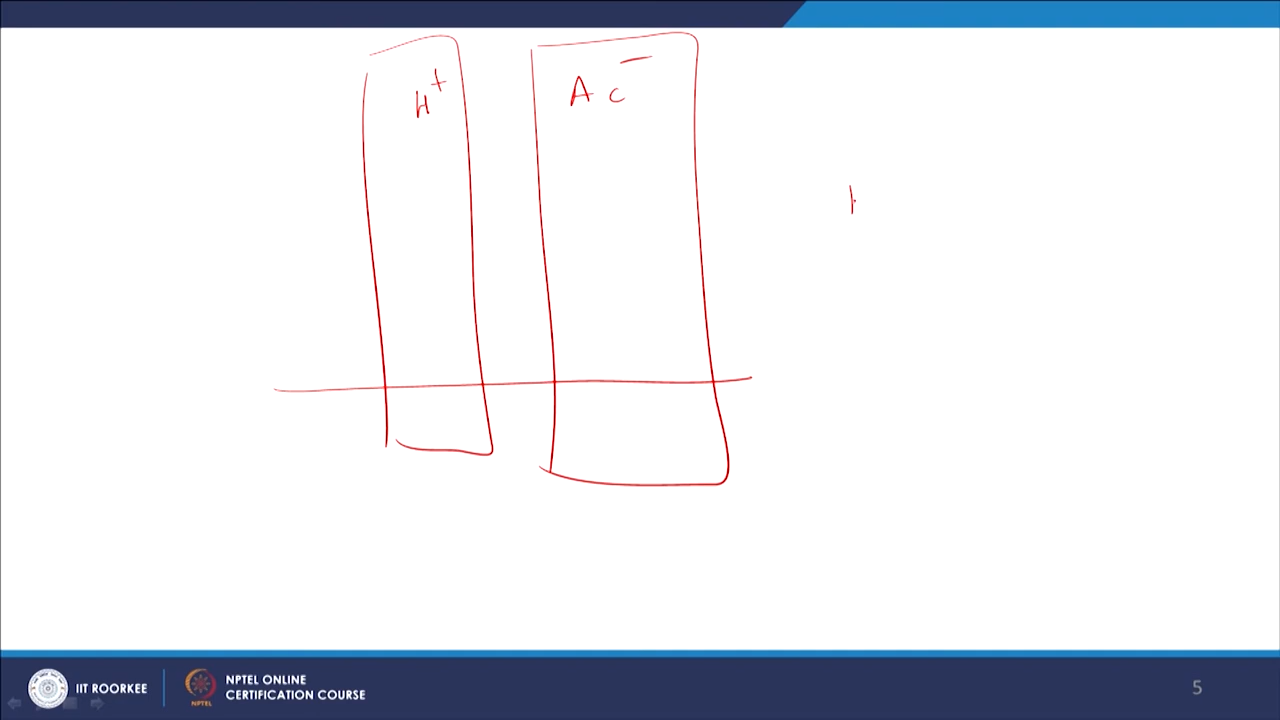 H+ Ac−
IIT ROORKEE
NPTEL ONLINE
CERTIFICATION COURSE
5